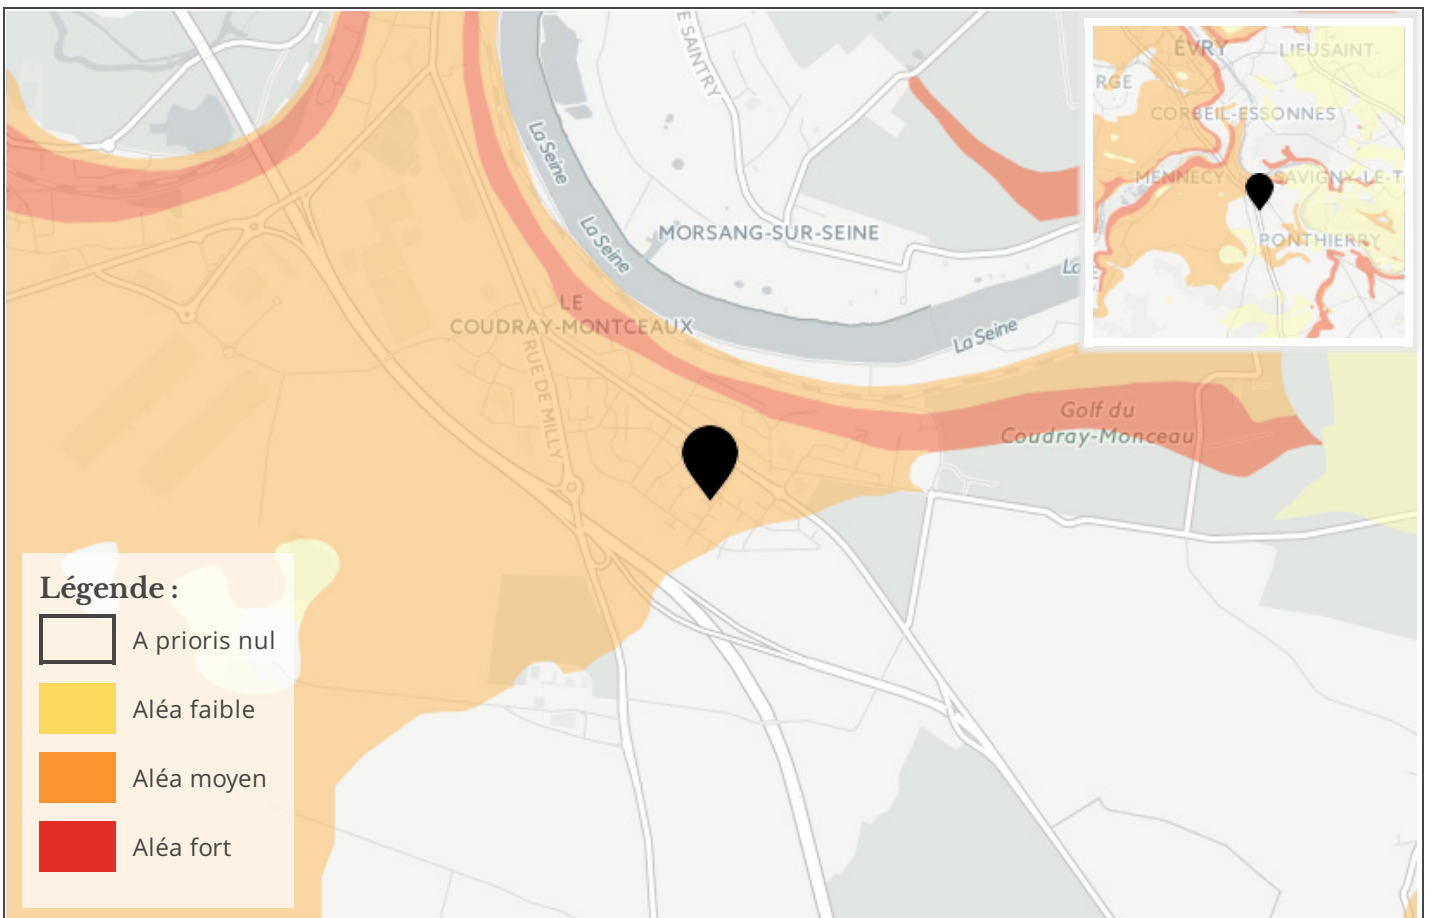 E SAINTRY
La Seine
La Seine
MORSANG-SUR-SEINE
La
La Seine
LE
COUDRAY-MONTCEAUX
RUE DE MILLY
Golf du
Coudray-Monceau
ÉVRY
LIEUSAINT
RGE
CORBEIL-ESSONNES
MENNECY
SAVIGNY-LE-T
PONTHIERRY
Légende :
A prioris nul
Aléa faible
Aléa moyen
Aléa fort